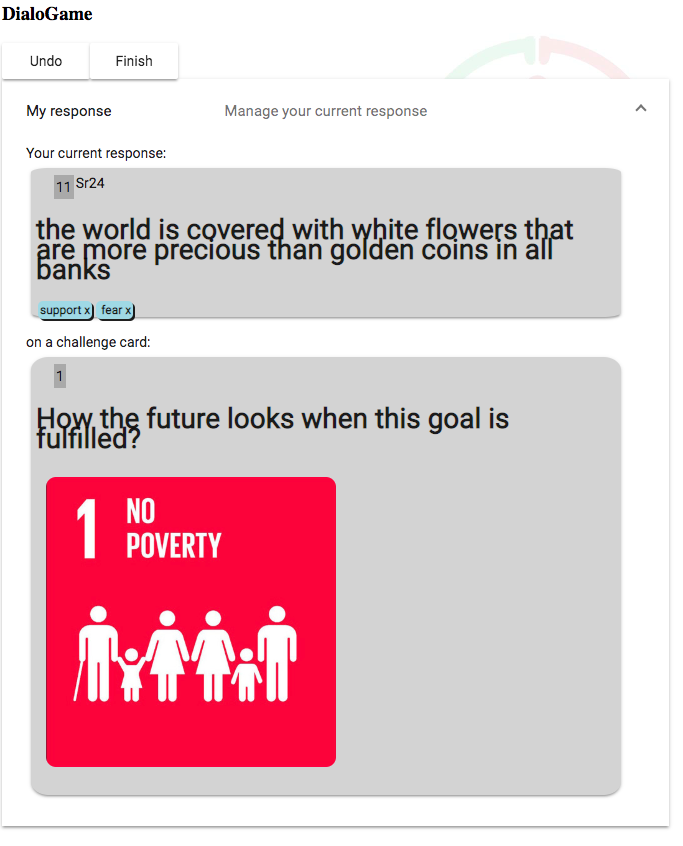 DialoGame
Undo Finish
My response Manage your current response
Your current response:
11 Sr24
the world is covered with white flowers that
are more precious than golden coins in all
banks
support x fear x
on a challenge card:
1
How the future looks when this goal is
fulfilled?
1 NO
POVERTY